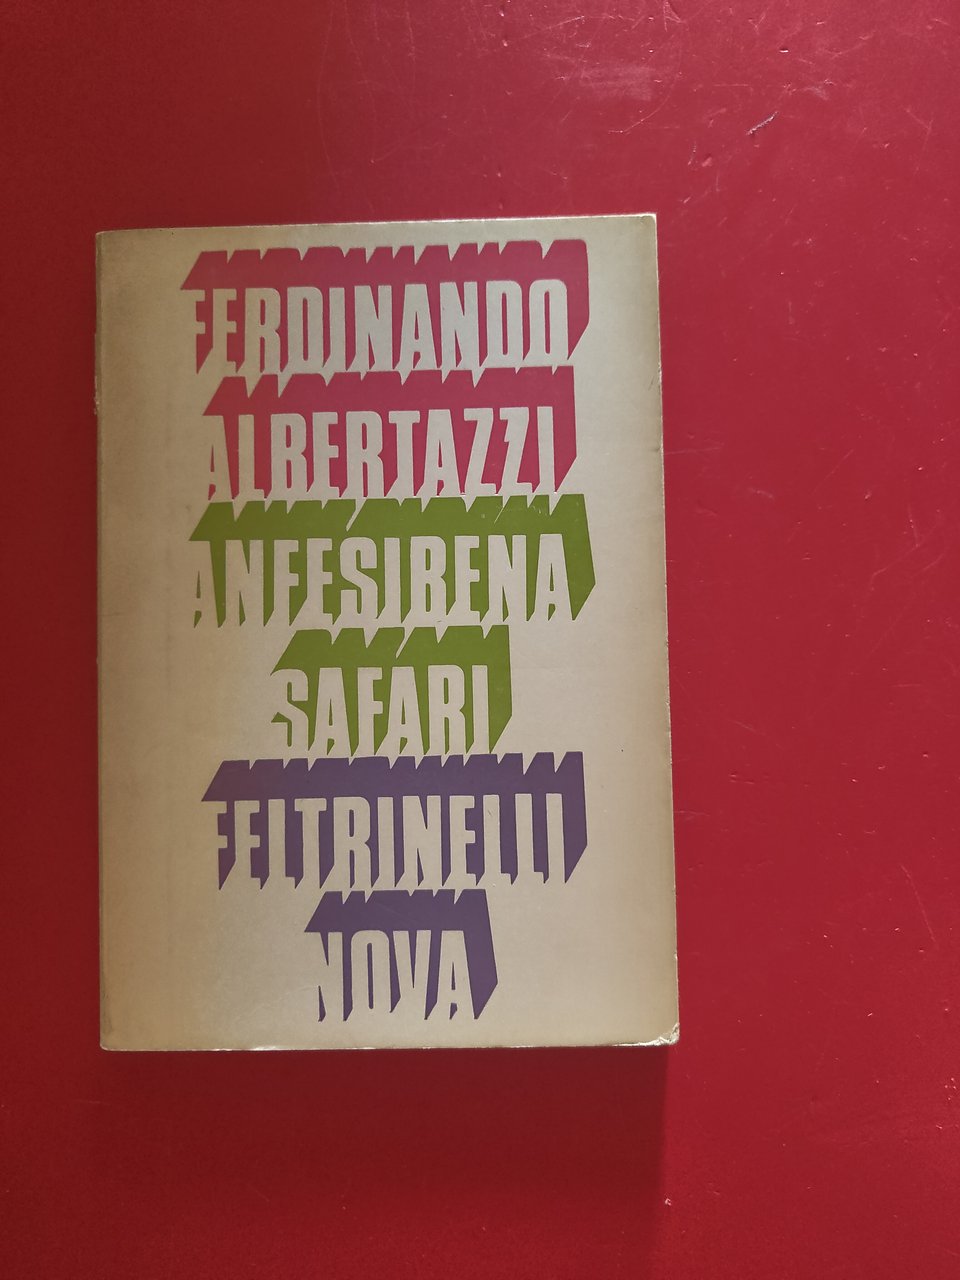 FERDINANDO
ALBERTAZZI
ANFESIBENA
SAFARI
FELTRINELLI
NOVA